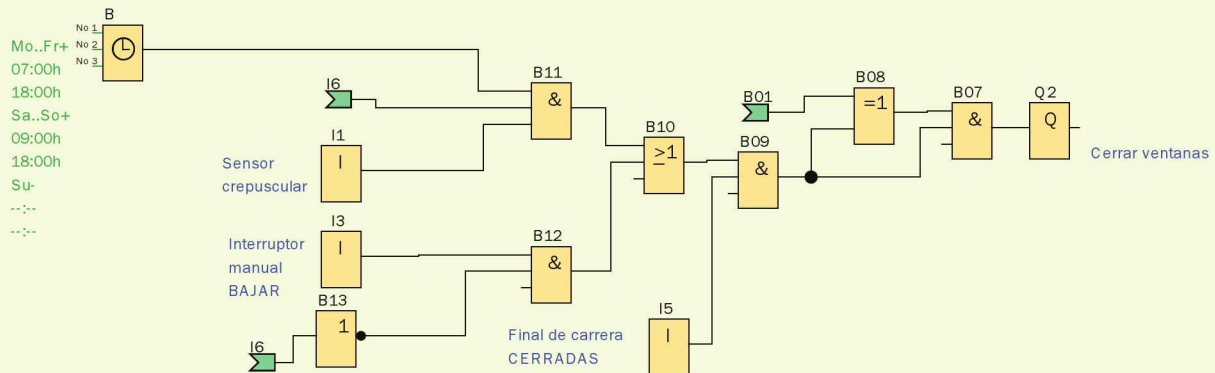 B
No 1
No 2
No 3
Mo..Fr+
07:00h
18:00h
Sa..So+
09:00h
18:00h
Su-
--:--
--:--
I6
B11
&
I1
I
Sensor
crepuscular
I3
I
Interruptor
manual
BAJAR
B12
&
B13
1
I6
B10
>1
B01
B08
=1
B09
&
B07
&
Q2
Q
Cerrar ventanas
I5
I
Final de carrera
CERRADAS